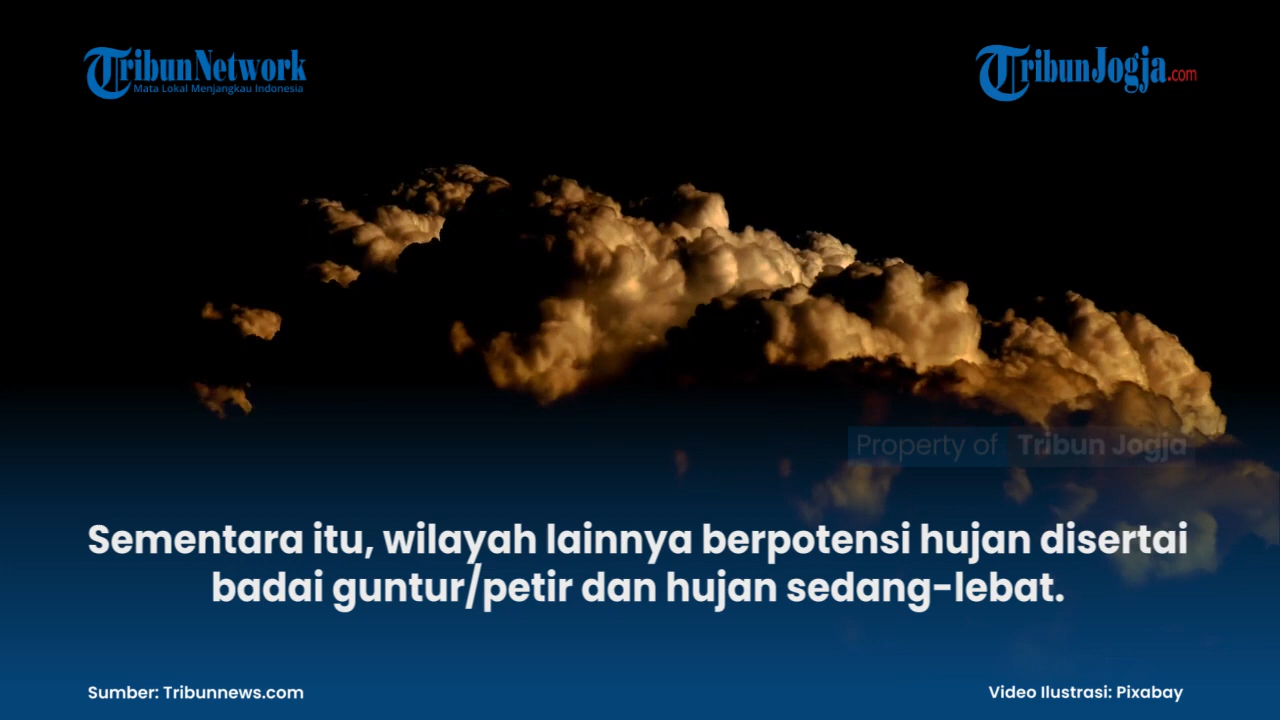 TribunNetwork
Mata Lokal Menjangkau Indonesia
TribunJogja.com
Property of Tribun Jogja
Sementara itu, wilayah lainnya berpotensi hujan disertai
badai guntur/petir dan hujan sedang-lebat.
Sumber: Tribunnews.com
Video Ilustrasi: Pixabay